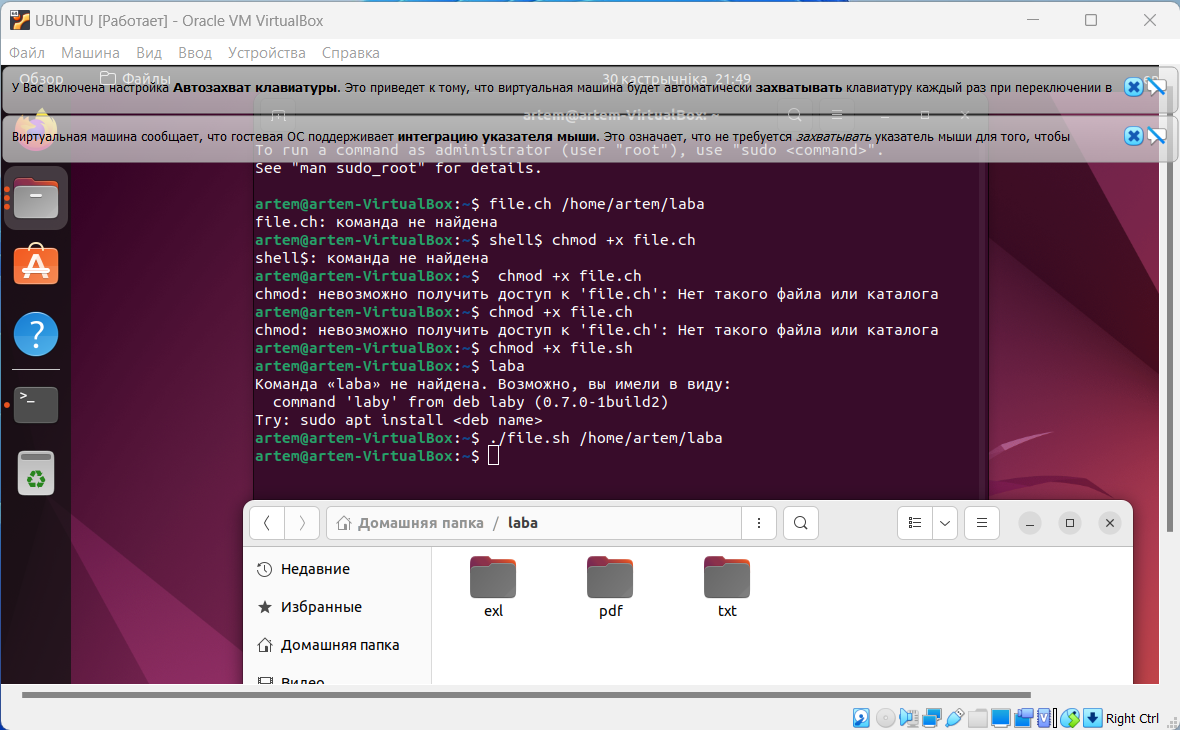 UBUNTU [Работает] - Oracle VM VirtualBox
Файл Машина Вид Ввод Устройства Справка
Обзор Файлы 30 кастрычніка 21:49
У Вас включена настройка Автозахват клавиатуры. Это приведет к тому, что виртуальная машина будет автоматически захватывать клавиатуру каждый раз при переключении в
artem@artem-VirtualBox: ~
Виртуальная машина сообщает, что гостевая ОС поддерживает интеграцию указателя мыши. Это означает, что не требуется захватывать указатель мыши для того, чтобы
To run a command as administrator (user "root"), use "sudo <command>".
See "man sudo_root" for details.
artem@artem-VirtualBox:~$ file.ch /home/artem/laba
file.ch: команда не найдена
artem@artem-VirtualBox:~$ shell$ chmod +x file.ch
shell$: команда не найдена
artem@artem-VirtualBox:~$  chmod +x file.ch
chmod: невозможно получить доступ к 'file.ch': Нет такого файла или каталога
artem@artem-VirtualBox:~$ chmod +x file.ch
chmod: невозможно получить доступ к 'file.ch': Нет такого файла или каталога
artem@artem-VirtualBox:~$ chmod +x file.sh
artem@artem-VirtualBox:~$ laba
Команда «laba» не найдена. Возможно, вы имели в виду:
  command 'laby' from deb laby (0.7.0-1build2)
Try: sudo apt install <deb name>
artem@artem-VirtualBox:~$ ./file.sh /home/artem/laba
artem@artem-VirtualBox:~$
Домашняя папка / laba
Недавние
Избранные
Домашняя папка
Видео
exl pdf txt
Right Ctrl